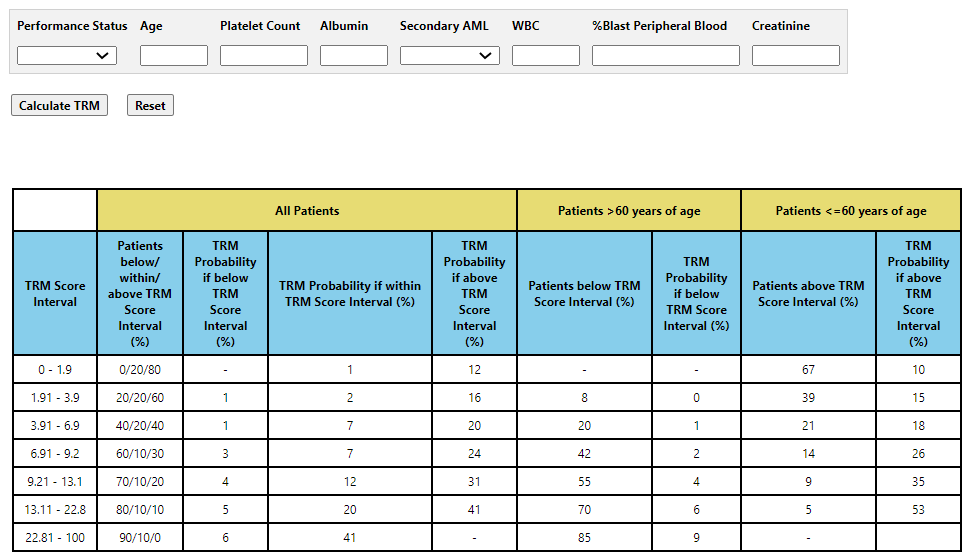 Performance Status Age Platelet Count Albumin Secondary AML WBC %Blast Peripheral Blood Creatinine
Calculate TRM Reset
All Patients Patients >60 years of age Patients <=60 years of age
TRM Score Interval
Patients below/ within/ above TRM Score Interval (%)
TRM Probability if below TRM Score Interval (%)
TRM Probability if within TRM Score Interval (%)
TRM Probability if above TRM Score Interval (%)
Patients below TRM Score Interval (%)
TRM Probability if below TRM Score Interval (%)
Patients above TRM Score Interval (%)
TRM Probability if above TRM Score Interval (%)
0 - 1.9 0/20/80 - 1 12 - - 67 10
1.91 - 3.9 20/20/60 1 2 16 8 0 39 15
3.91 - 6.9 40/20/40 1 7 20 20 1 21 18
6.91 - 9.2 60/10/30 3 7 24 42 2 14 26
9.21 - 13.1 70/10/20 4 12 31 55 4 9 35
13.11 - 22.8 80/10/10 5 20 41 70 6 5 53
22.81 - 100 90/10/0 6 41 - 85 9 -